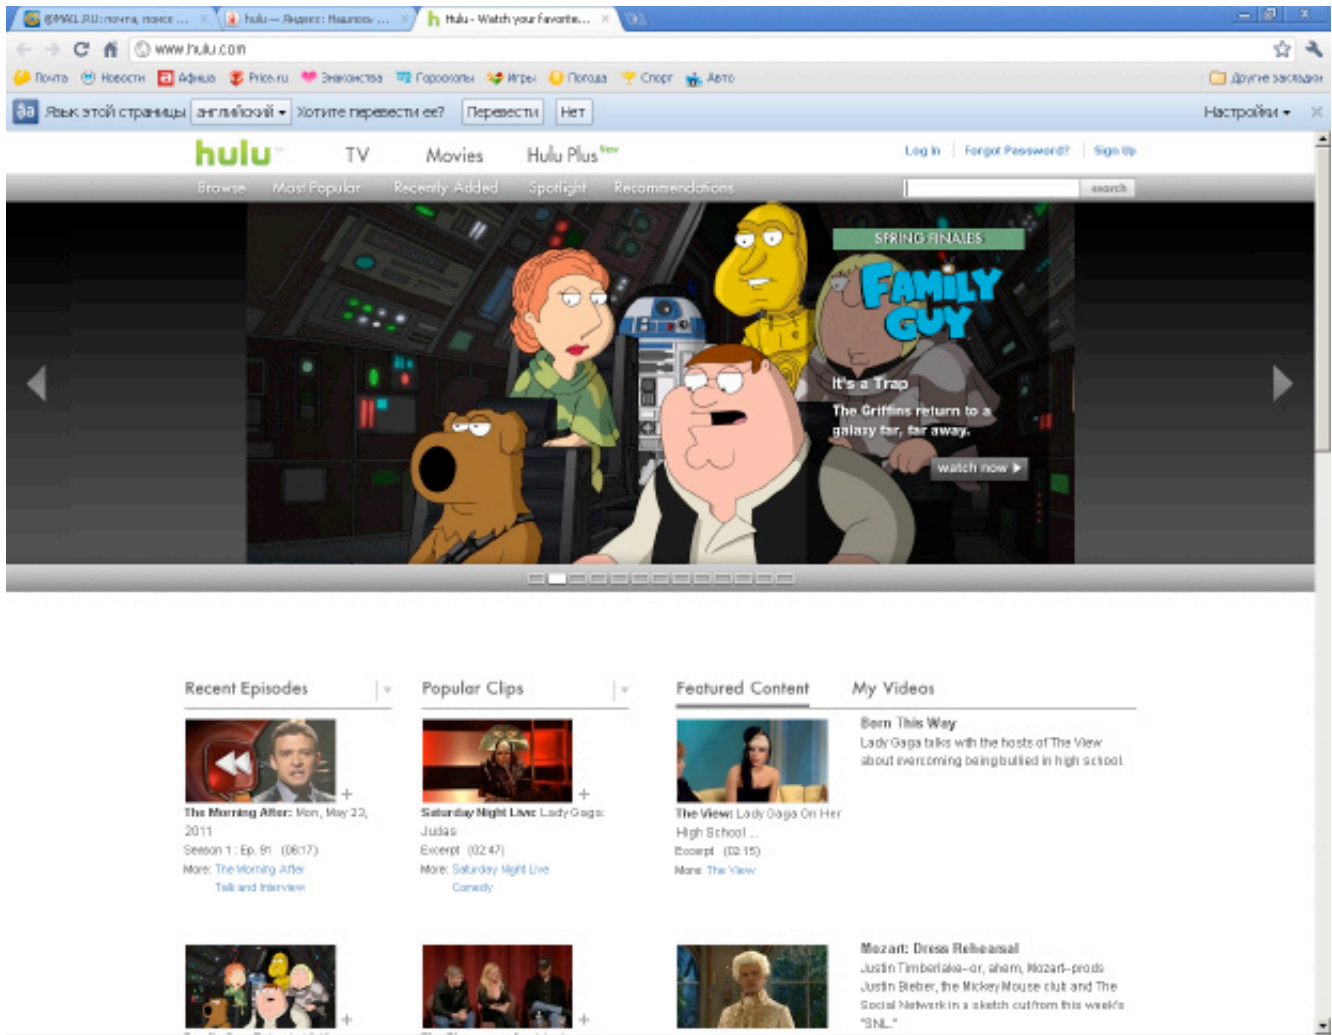 @MAIL.RU: почта, поиск ...
hulu — Яндекс: Нашлось ...
Hulu - Watch your favorite...
www.hulu.com
Почта Новости Афиша Price.ru Знакомства Гороскопы Игры Погода Спорт Авто Другие закладки
Язык этой страницы английский Хотите перевести ее? Перевести Нет Настройки
hulu TV Movies Hulu Plus New Log In Forgot Password? Sign Up
Browse Most Popular Recently Added Spotlight Recommendations search
SPRING FINALES
FAMILY GUY
It's a Trap
The Griffins return to a
galaxy far, far away.
watch now
Recent Episodes Popular Clips Featured Content My Videos
The Morning After: Mon, May 23,
2011
Season 1 : Ep. 91 (06:17)
More: The Morning After
Talk and Interview
Saturday Night Live: Lady Gaga:
Judas
Excerpt (02:47)
More: Saturday Night Live
Comedy
The View: Lady Gaga On Her
High School ...
Excerpt (02:15)
More: The View
Born This Way
Lady Gaga talks with the hosts of The View
about overcoming being bullied in high school.
Mozart: Dress Rehearsal
Justin Timberlake--or, ahem, Mozart--prods
Justin Bieber, the Mickey Mouse club and The
Social Network in a sketch cut from this week's
"SNL."